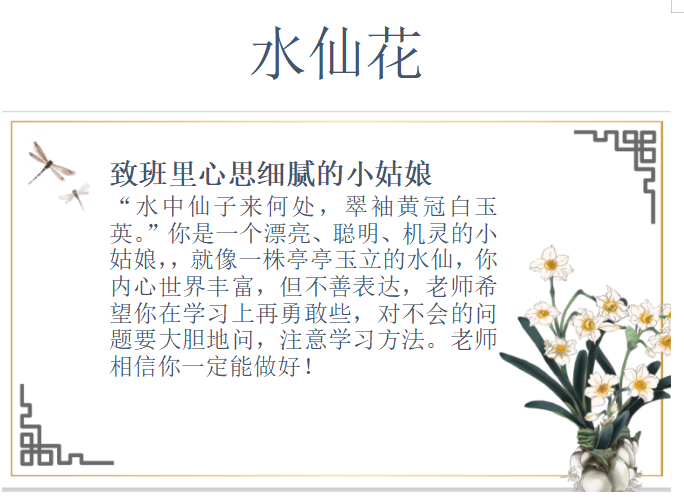 水仙花
致班里心思细腻的小姑娘
“水中仙子来何处，翠袖黄冠白玉
英。”你是一个漂亮、聪明、机灵的小
姑娘，，就像一株亭亭玉立的水仙，你
内心世界丰富，但不善表达，老师希
望你在学习上再勇敢些，对不会的问
题要大胆地问，注意学习方法。老师
相信你一定能做好！